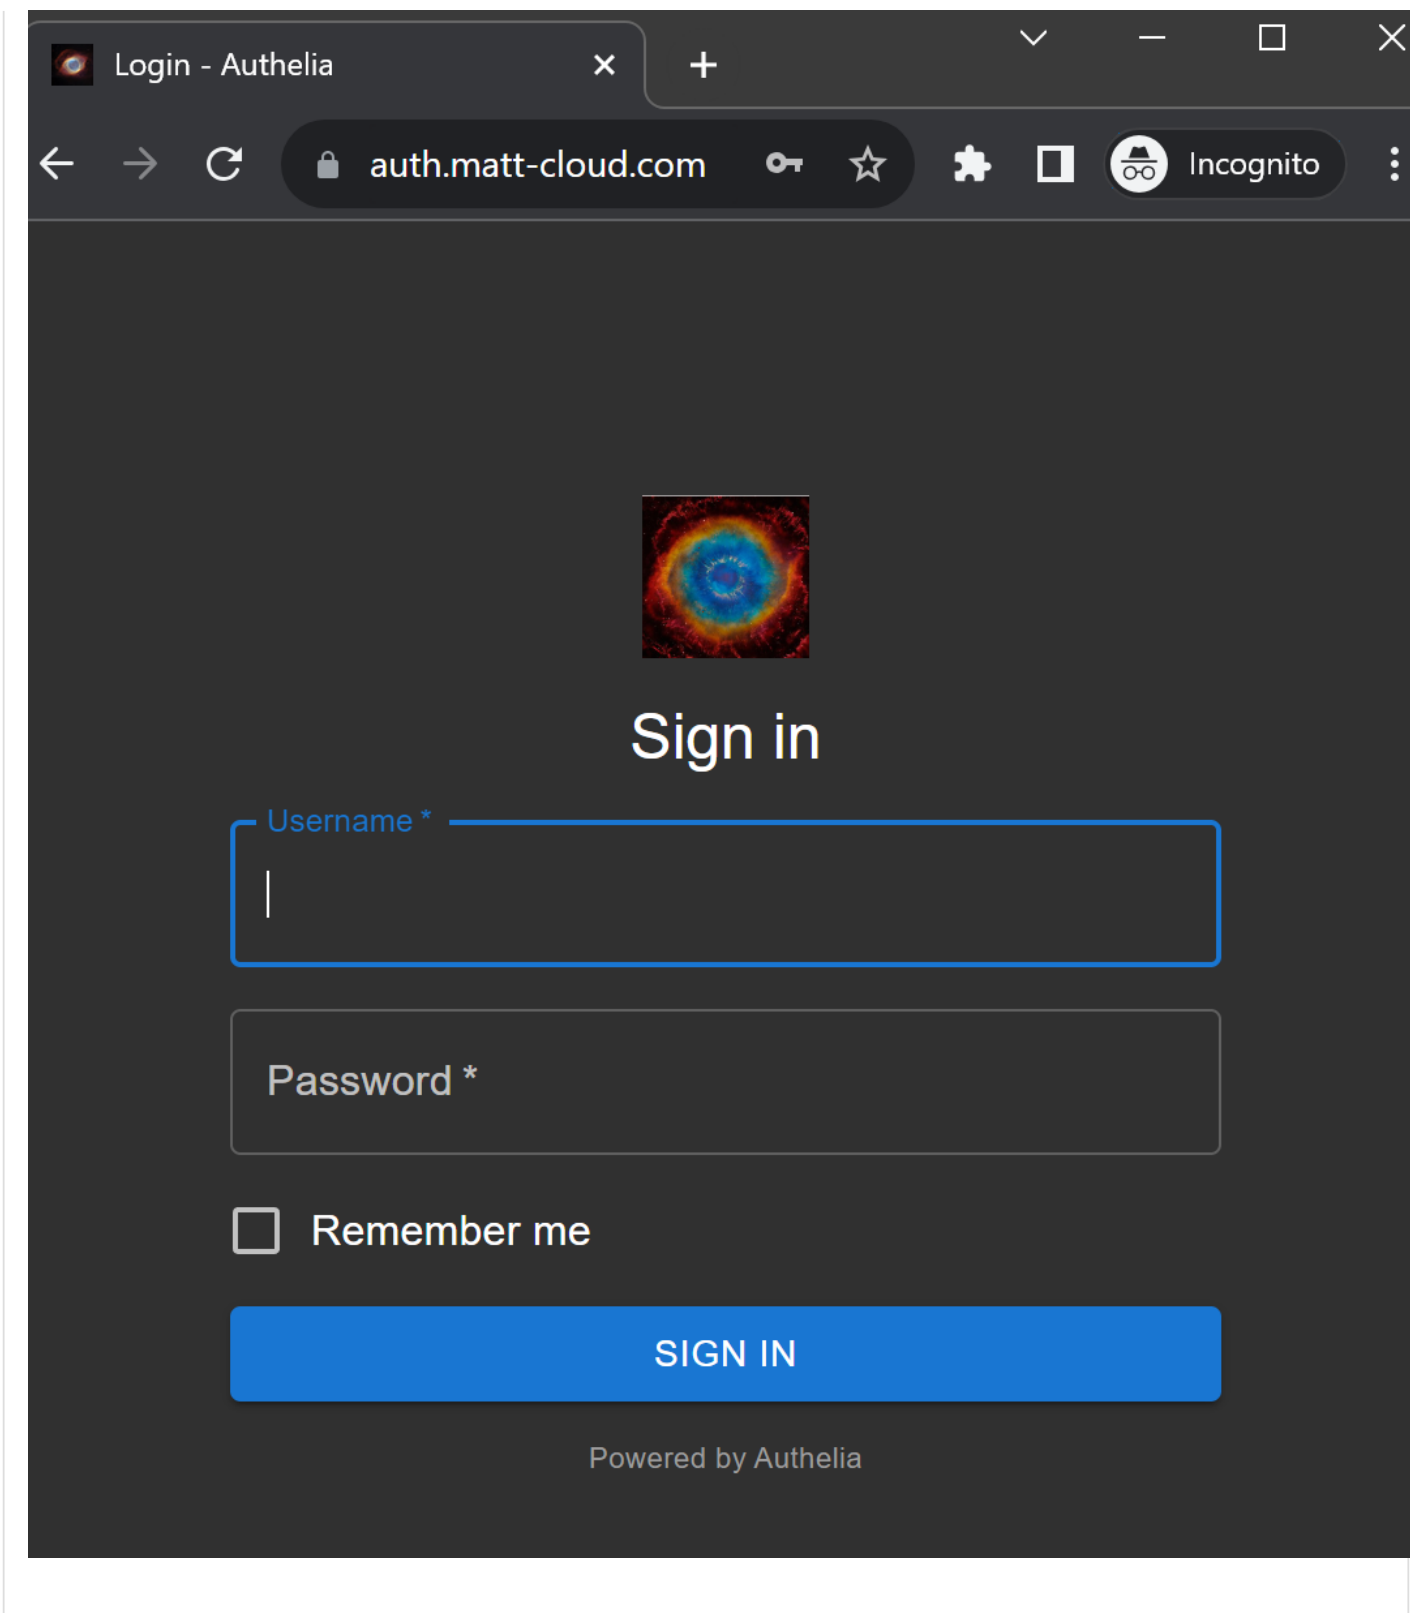 Login - Authelia
auth.matt-cloud.com
Incognito
Sign in
Username *
Password *
Remember me
SIGN IN
Powered by Authelia